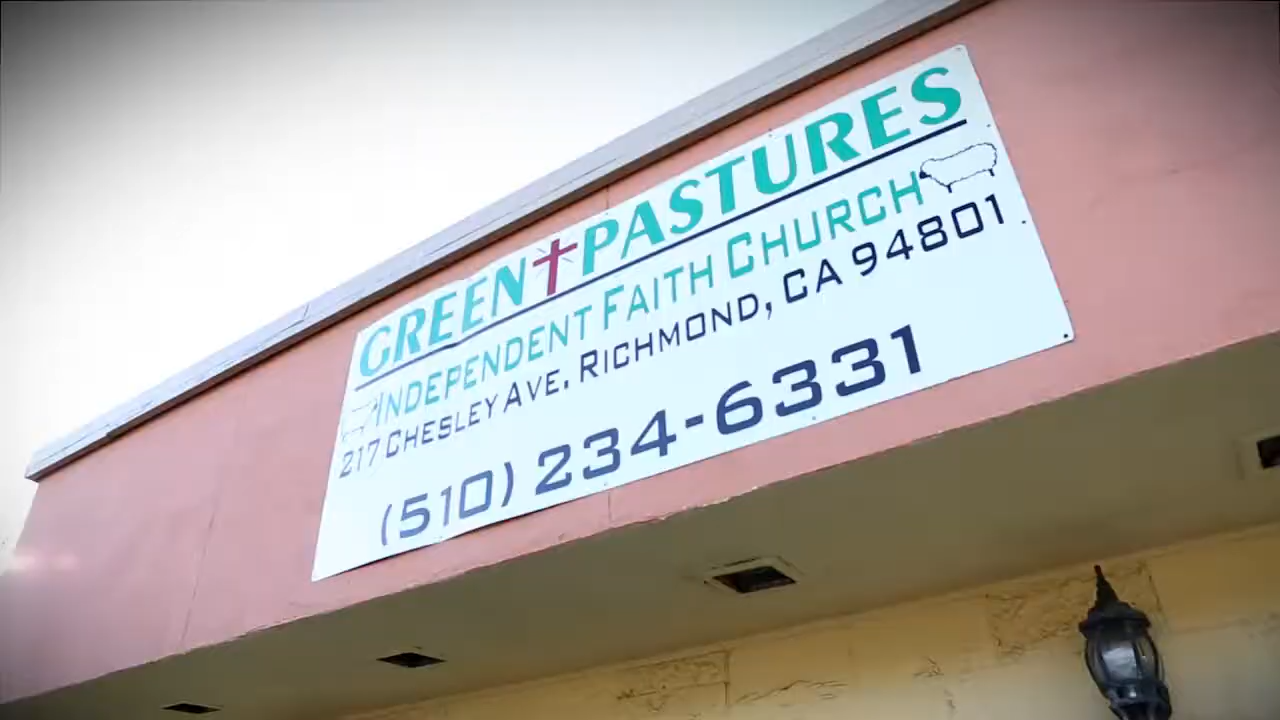 GREEN PASTURES
INDEPENDENT FAITH CHURCH
217 CHESLEY AVE. RICHMOND, CA 94801
(510) 234-6331